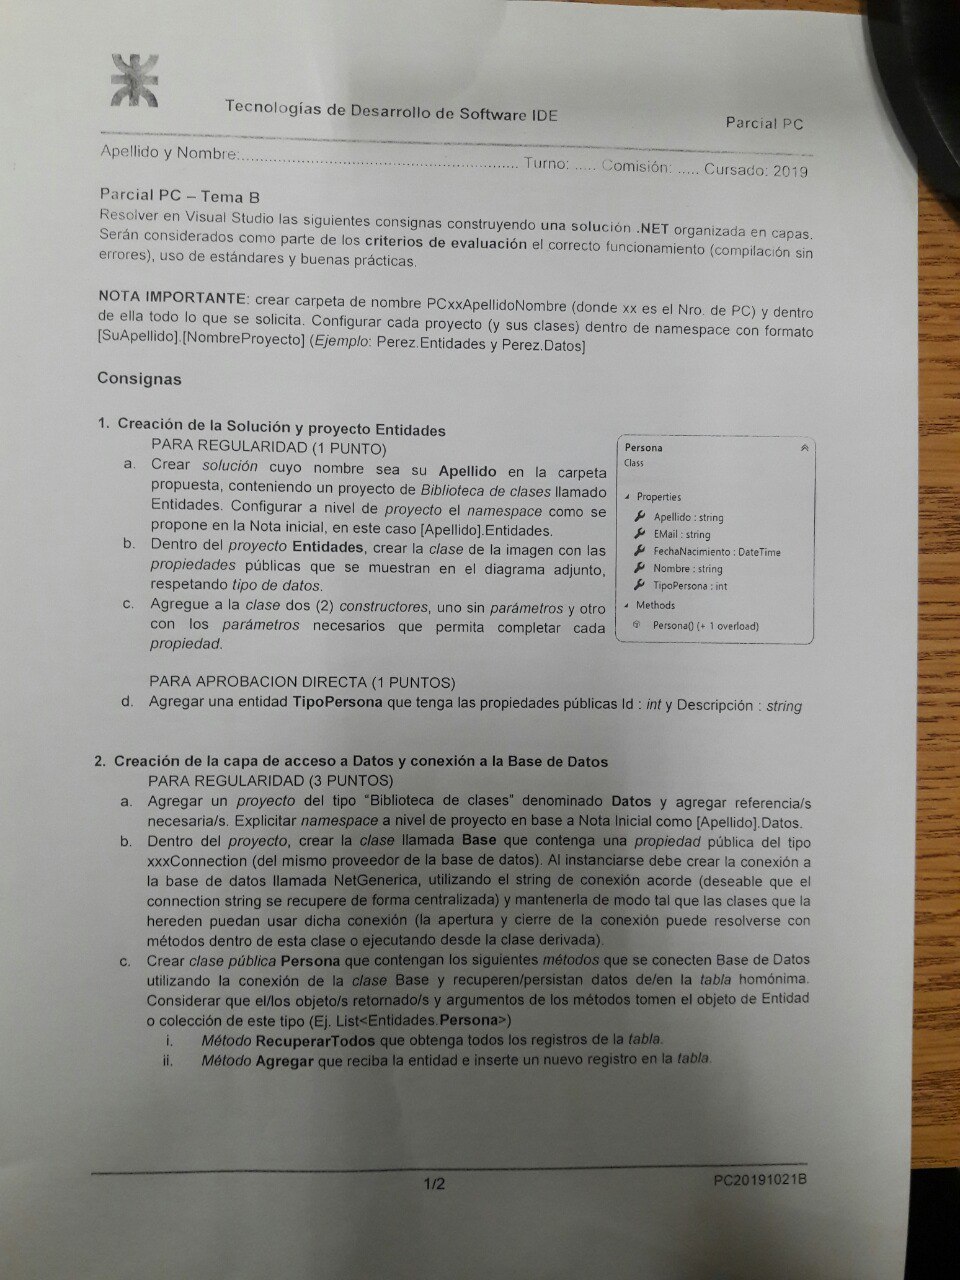 Tecnologías de Desarrollo de Software IDE
Parcial PC
Apellido y Nombre:........................................................ Turno: ..... Comisión: ..... Cursado: 2019
Parcial PC – Tema B
Resolver en Visual Studio las siguientes consignas construyendo una solución .NET organizada en capas.
Serán considerados como parte de los criterios de evaluación el correcto funcionamiento (compilación sin
errores), uso de estándares y buenas prácticas.
NOTA IMPORTANTE: crear carpeta de nombre PCxxApellidoNombre (donde xx es el Nro. de PC) y dentro
de ella todo lo que se solicita. Configurar cada proyecto (y sus clases) dentro de namespace con formato
[SuApellido].[NombreProyecto] (Ejemplo: Perez.Entidades y Perez.Datos]
Consignas
1. Creación de la Solución y proyecto Entidades
PARA REGULARIDAD (1 PUNTO)
a. Crear solución cuyo nombre sea su Apellido en la carpeta
propuesta, conteniendo un proyecto de Biblioteca de clases llamado
Entidades. Configurar a nivel de proyecto el namespace como se
propone en la Nota inicial, en este caso [Apellido].Entidades.
b. Dentro del proyecto Entidades, crear la clase de la imagen con las
propiedades públicas que se muestran en el diagrama adjunto,
respetando tipo de datos.
c. Agregue a la clase dos (2) constructores, uno sin parámetros y otro
con los parámetros necesarios que permita completar cada
propiedad.
Persona
Class
Properties
Apellido : string
EMail : string
FechaNacimiento : DateTime
Nombre : string
TipoPersona : int
Methods
Persona() (+ 1 overload)
PARA APROBACION DIRECTA (1 PUNTOS)
d. Agregar una entidad TipoPersona que tenga las propiedades públicas Id : int y Descripción : string
2. Creación de la capa de acceso a Datos y conexión a la Base de Datos
PARA REGULARIDAD (3 PUNTOS)
a. Agregar un proyecto del tipo “Biblioteca de clases” denominado Datos y agregar referencia/s
necesaria/s. Explicitar namespace a nivel de proyecto en base a Nota Inicial como [Apellido].Datos.
b. Dentro del proyecto, crear la clase llamada Base que contenga una propiedad pública del tipo
xxxConnection (del mismo proveedor de la base de datos). Al instanciarse debe crear la conexión a
la base de datos llamada NetGenerica, utilizando el string de conexión acorde (deseable que el
connection string se recupere de forma centralizada) y mantenerla de modo tal que las clases que la
hereden puedan usar dicha conexión (la apertura y cierre de la conexión puede resolverse con
métodos dentro de esta clase o ejecutando desde la clase derivada).
c. Crear clase pública Persona que contengan los siguientes métodos que se conecten Base de Datos
utilizando la conexión de la clase Base y recuperen/persistan datos de/en la tabla homónima.
Considerar que el/los objeto/s retornado/s y argumentos de los métodos tomen el objeto de Entidad
o colección de este tipo (Ej. List<Entidades.Persona>)
i. Método RecuperarTodos que obtenga todos los registros de la tabla.
ii. Método Agregar que reciba la entidad e inserte un nuevo registro en la tabla.
1/2
PC20191021B